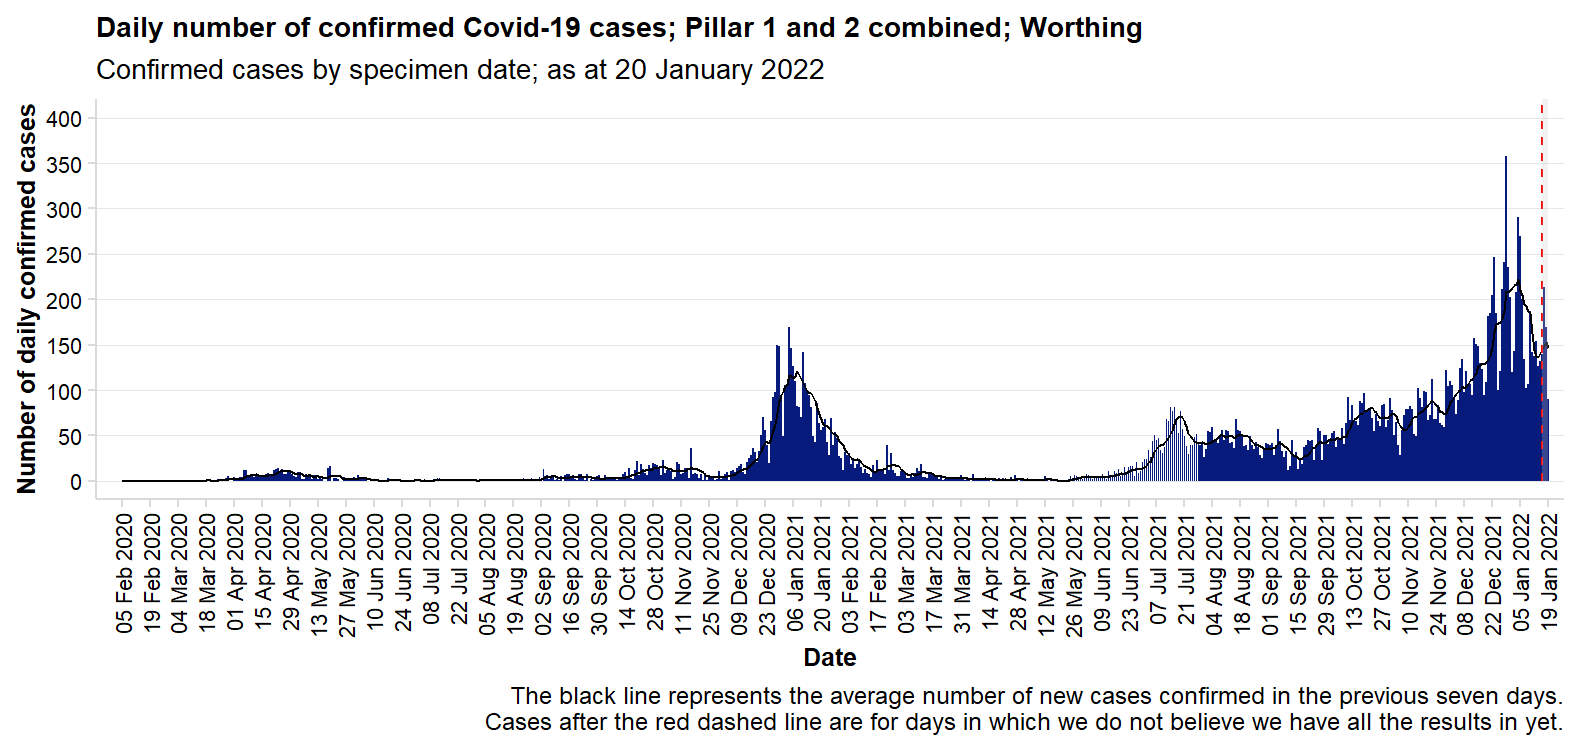 Daily number of confirmed Covid-19 cases; Pillar 1 and 2 combined; Worthing
Confirmed cases by specimen date; as at 20 January 2022
Number of daily confirmed cases
400
350
300
250
200
150
100
50
0
05 Feb 2020
19 Feb 2020
04 Mar 2020
18 Mar 2020
01 Apr 2020
15 Apr 2020
29 Apr 2020
13 May 2020
27 May 2020
10 Jun 2020
24 Jun 2020
08 Jul 2020
22 Jul 2020
05 Aug 2020
19 Aug 2020
02 Sep 2020
16 Sep 2020
30 Sep 2020
14 Oct 2020
28 Oct 2020
11 Nov 2020
25 Nov 2020
09 Dec 2020
23 Dec 2020
06 Jan 2021
20 Jan 2021
03 Feb 2021
17 Feb 2021
03 Mar 2021
17 Mar 2021
31 Mar 2021
14 Apr 2021
28 Apr 2021
12 May 2021
26 May 2021
09 Jun 2021
23 Jun 2021
07 Jul 2021
21 Jul 2021
04 Aug 2021
18 Aug 2021
01 Sep 2021
15 Sep 2021
29 Sep 2021
13 Oct 2021
27 Oct 2021
10 Nov 2021
24 Nov 2021
08 Dec 2021
22 Dec 2021
05 Jan 2022
19 Jan 2022
Date
The black line represents the average number of new cases confirmed in the previous seven days.
Cases after the red dashed line are for days in which we do not believe we have all the results in yet.